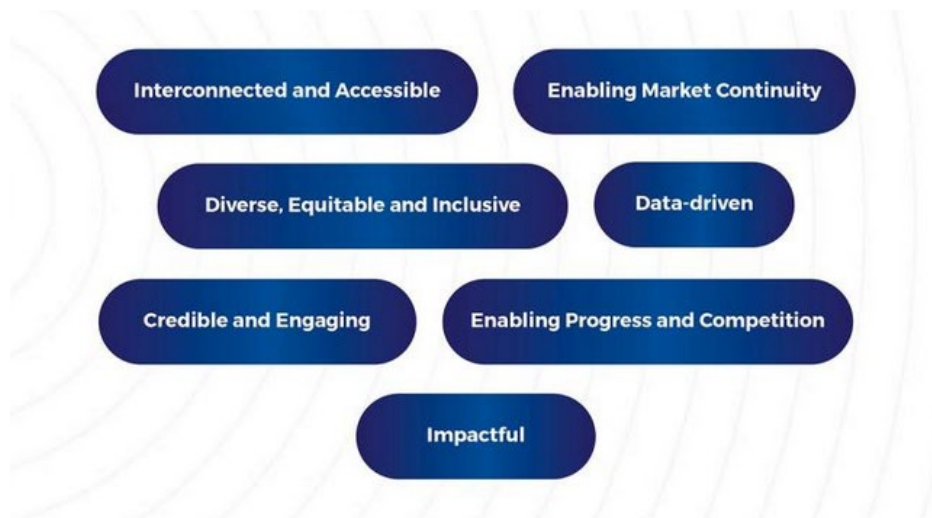 Interconnected and Accessible
Enabling Market Continuity
Diverse, Equitable and Inclusive
Data-driven
Credible and Engaging
Enabling Progress and Competition
Impactful